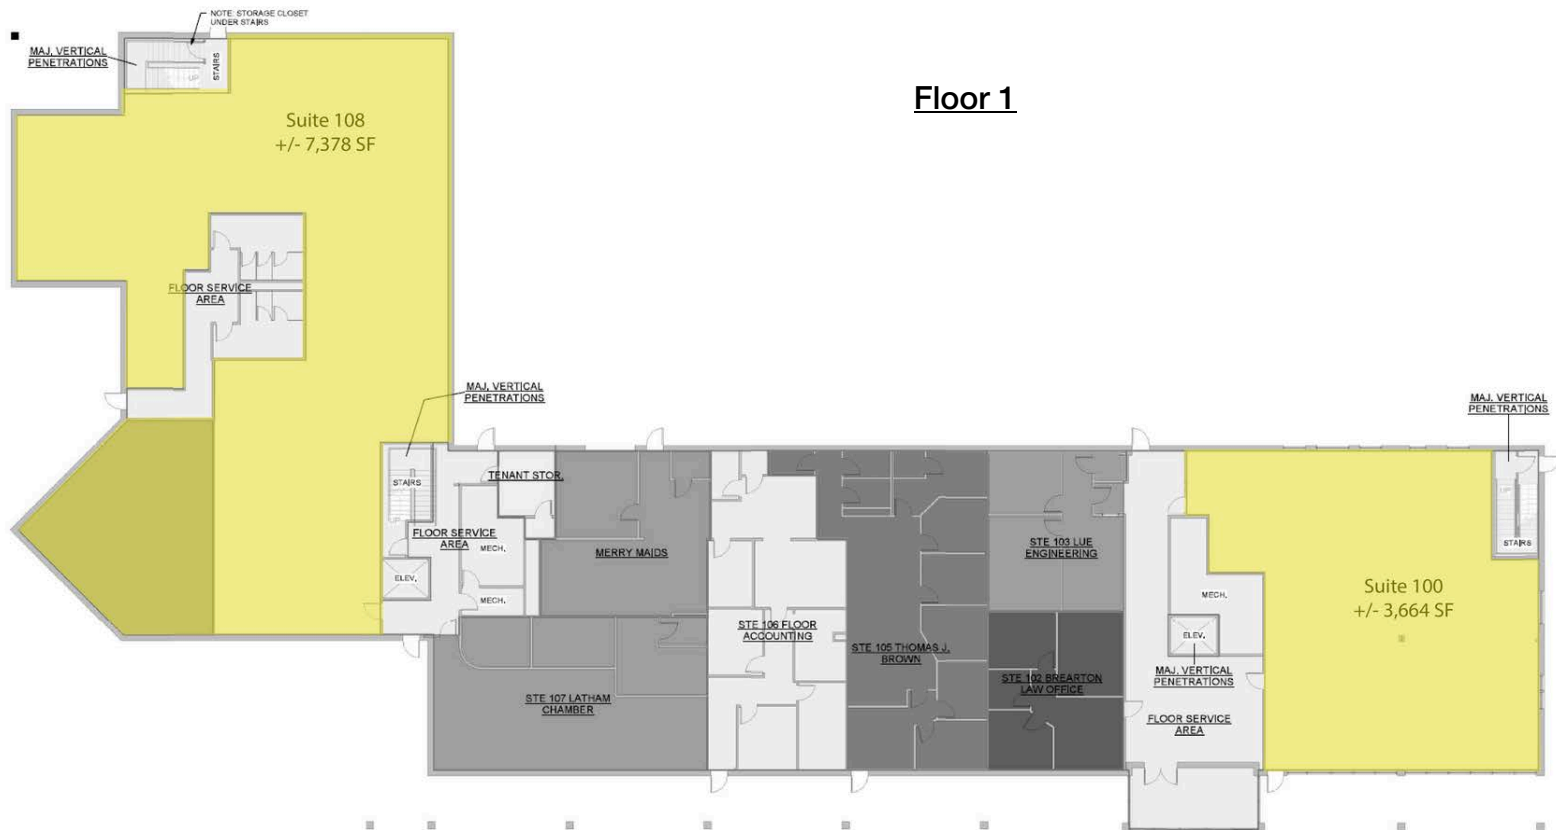 NOTE: STORAGE CLOSET
UNDER STAIRS
MAJ. VERTICAL
PENETRATIONS
STAIRS
UP
Floor 1
Suite 108
+/- 7,378 SF
FLOOR SERVICE
AREA
MAJ. VERTICAL
PENETRATIONS
MAJ. VERTICAL
PENETRATIONS
STAIRS
TENANT STOR.
FLOOR SERVICE
AREA
MECH.
ELEV.
MECH.
MERRY MAIDS
STE 107 LATHAM
CHAMBER
STE 106 FLOOR
ACCOUNTING
STE 105 THOMAS J.
BROWN
STE 103 LUE
ENGINEERING
STE 102 BREARTON
LAW OFFICE
MECH.
ELEV.
MAJ. VERTICAL
PENETRATIONS
FLOOR SERVICE
AREA
Suite 100
+/- 3,664 SF
UP
STAIRS